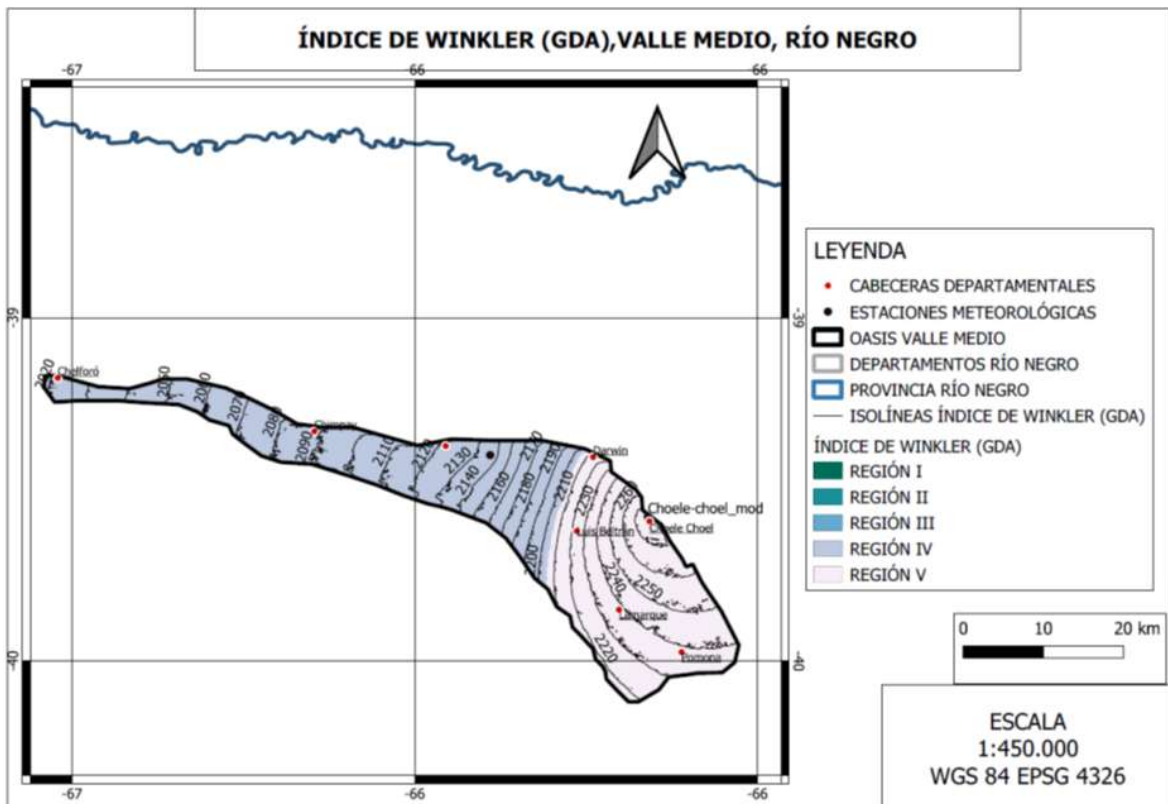 ÍNDICE DE WINKLER (GDA),VALLE MEDIO, RÍO NEGRO
-67
-66
-66
-39
-39
2020
Chelforó
2050
2060
2070
2080
2090
2110
2120
2130
2140
2160
2180
2190
2200
2210
Darwin
2230
2260
Choele-choel_mod
Choele Choel
Luis Beltrán
2240
2250
Lamarque
2220
Pomona
-40
-40
-67
-66
-66
LEYENDA
CABECERAS DEPARTAMENTALES
ESTACIONES METEOROLÓGICAS
OASIS VALLE MEDIO
DEPARTAMENTOS RÍO NEGRO
PROVINCIA RÍO NEGRO
ISOLÍNEAS ÍNDICE DE WINKLER (GDA)
ÍNDICE DE WINKLER (GDA)
REGIÓN I
REGIÓN II
REGIÓN III
REGIÓN IV
REGIÓN V
0 10 20 km
ESCALA
1:450.000
WGS 84 EPSG 4326